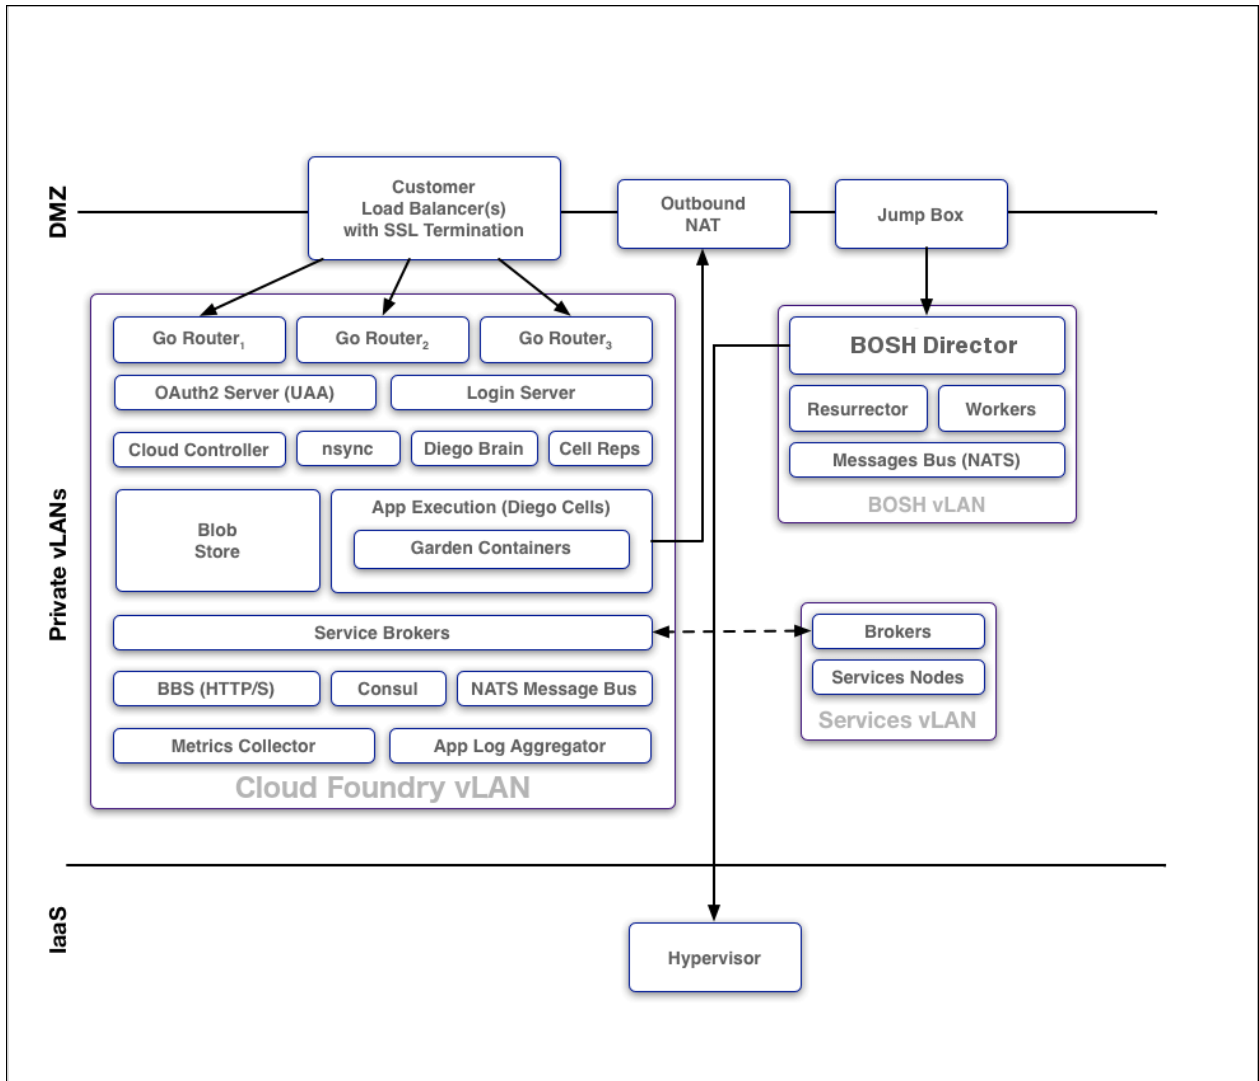 DMZ
Customer
Load Balancer(s)
with SSL Termination
Outbound
NAT
Jump Box
Private vLANs
Go Router1
Go Router2
Go Router3
OAuth2 Server (UAA)
Login Server
Cloud Controller
nsync
Diego Brain
Cell Reps
Blob
Store
App Execution (Diego Cells)
Garden Containers
Service Brokers
BBS (HTTP/S)
Consul
NATS Message Bus
Metrics Collector
App Log Aggregator
Cloud Foundry vLAN
BOSH Director
Resurrector
Workers
Messages Bus (NATS)
BOSH vLAN
Brokers
Services Nodes
Services vLAN
IaaS
Hypervisor